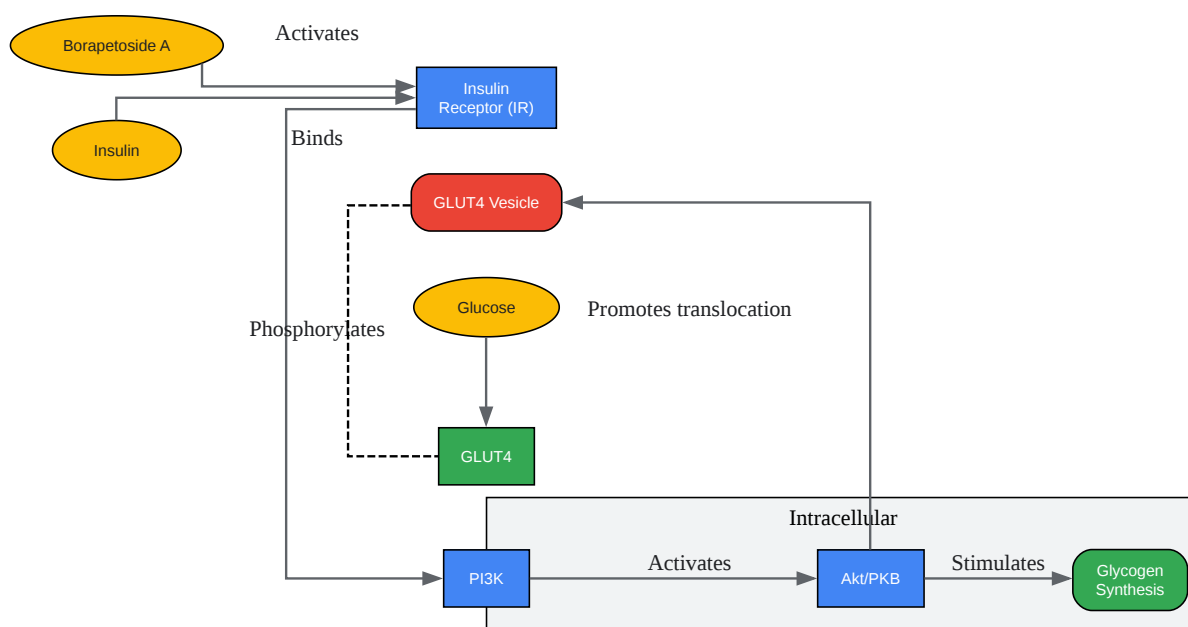 Activates
Borapetoside A
Insulin
Receptor (IR)
Binds
Insulin
GLUT4 Vesicle
Glucose
Promotes translocation
Phosphorylates
GLUT4
Intracellular
PI3K
Activates
Akt/PKB
Stimulates
Glycogen
Synthesis